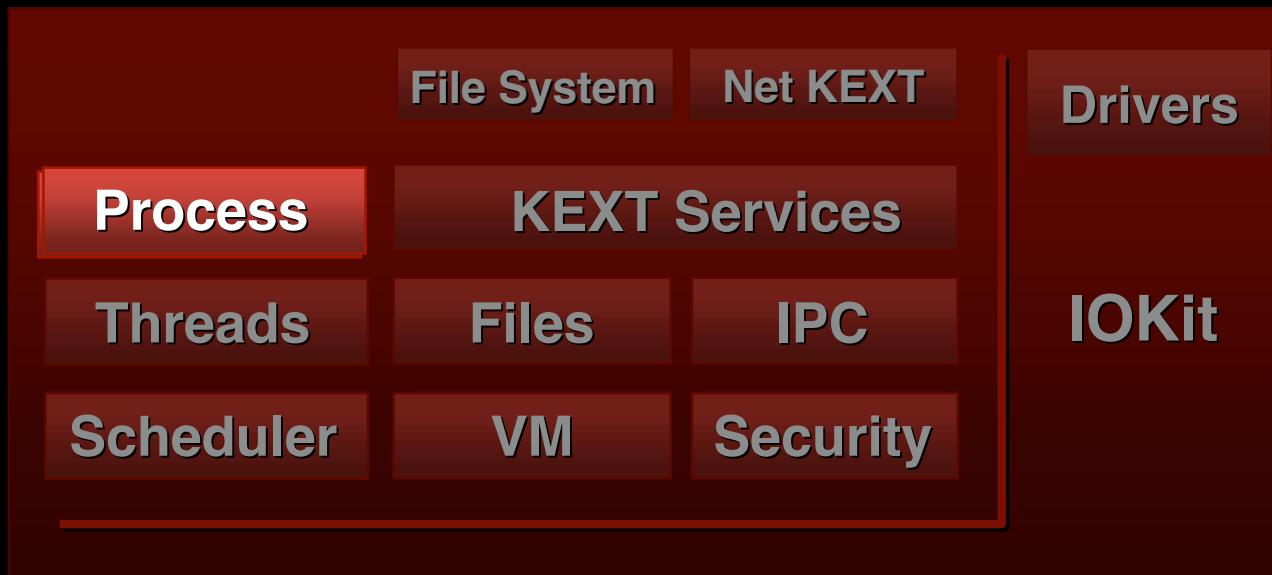 File System
Net KEXT
Drivers
Process
KEXT Services
Threads
Files
IPC
IOKit
Scheduler
VM
Security